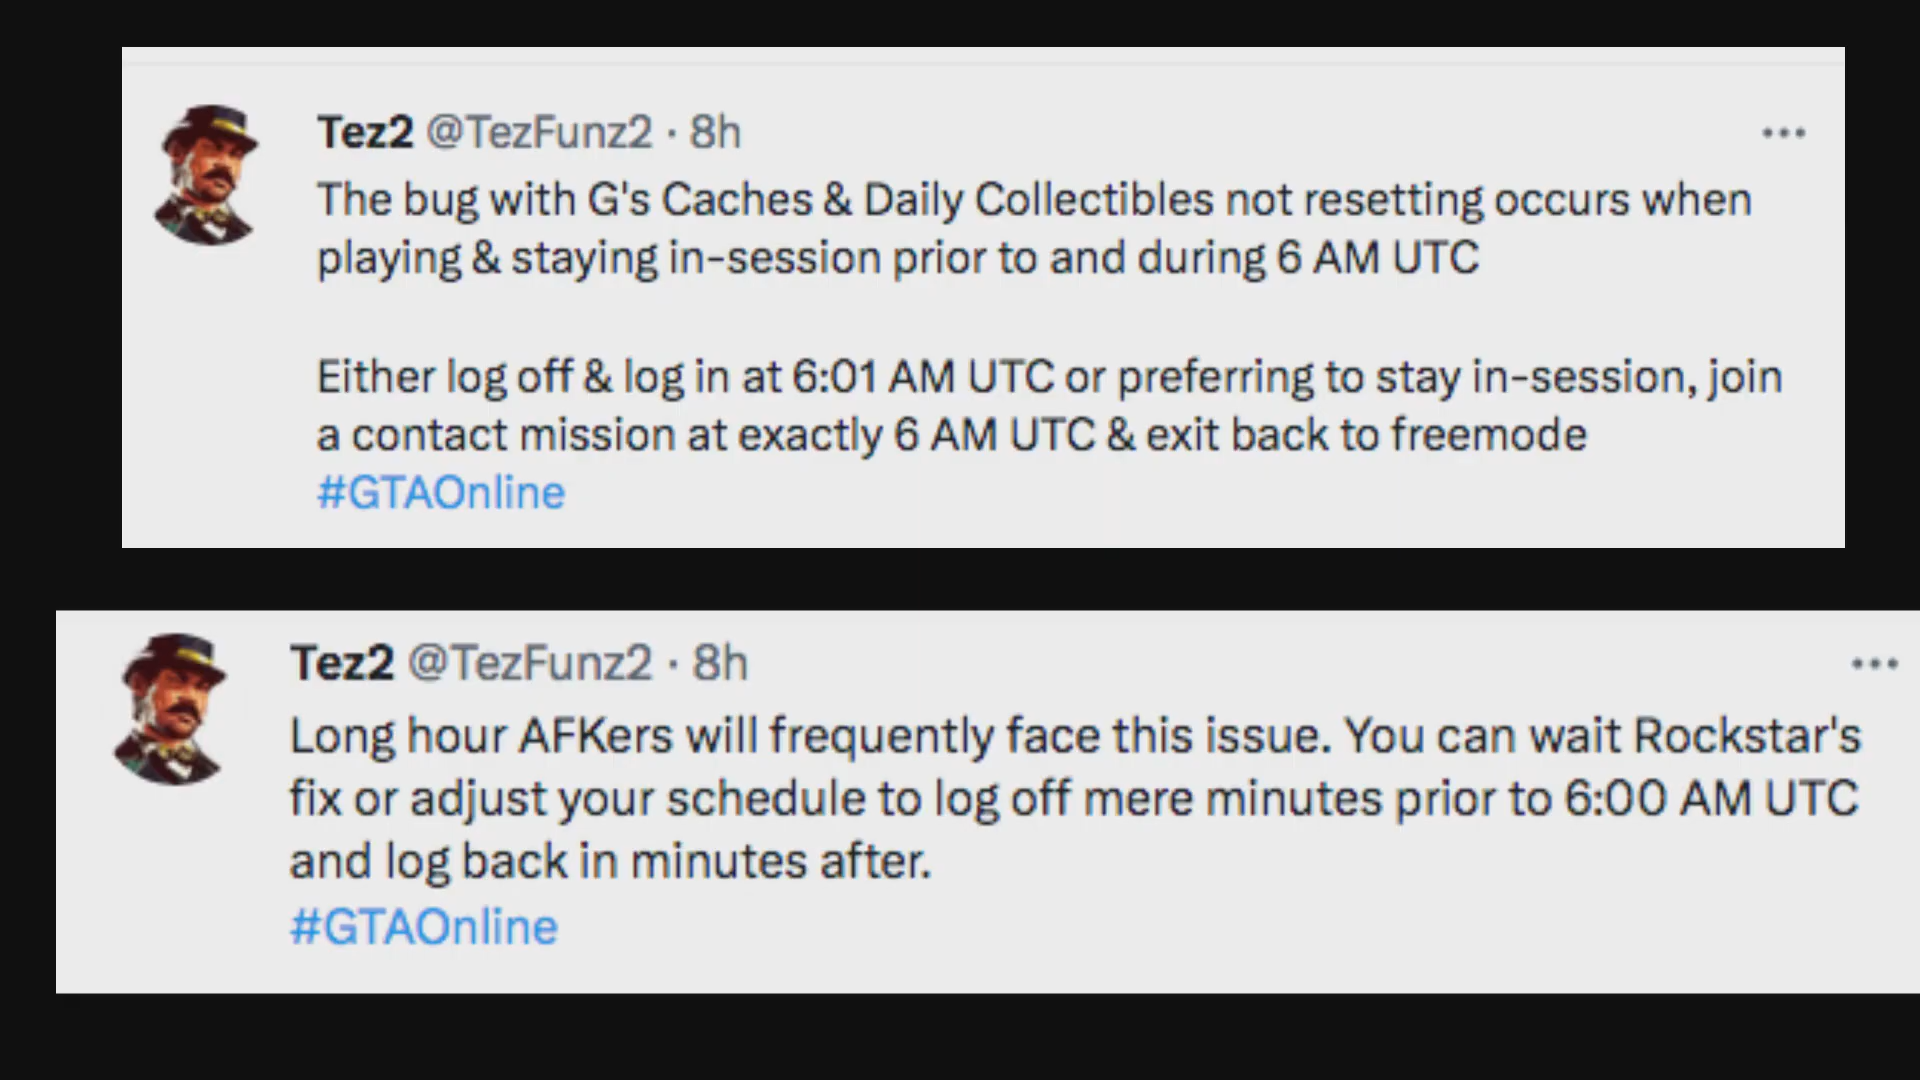 Tez2 @TezFunz2 · 8h
The bug with G's Caches & Daily Collectibles not resetting occurs when
playing & staying in-session prior to and during 6 AM UTC
Either log off & log in at 6:01 AM UTC or preferring to stay in-session, join
a contact mission at exactly 6 AM UTC & exit back to freemode
#GTAOnline
Tez2 @TezFunz2 · 8h
Long hour AFKers will frequently face this issue. You can wait Rockstar's
fix or adjust your schedule to log off mere minutes prior to 6:00 AM UTC
and log back in minutes after.
#GTAOnline